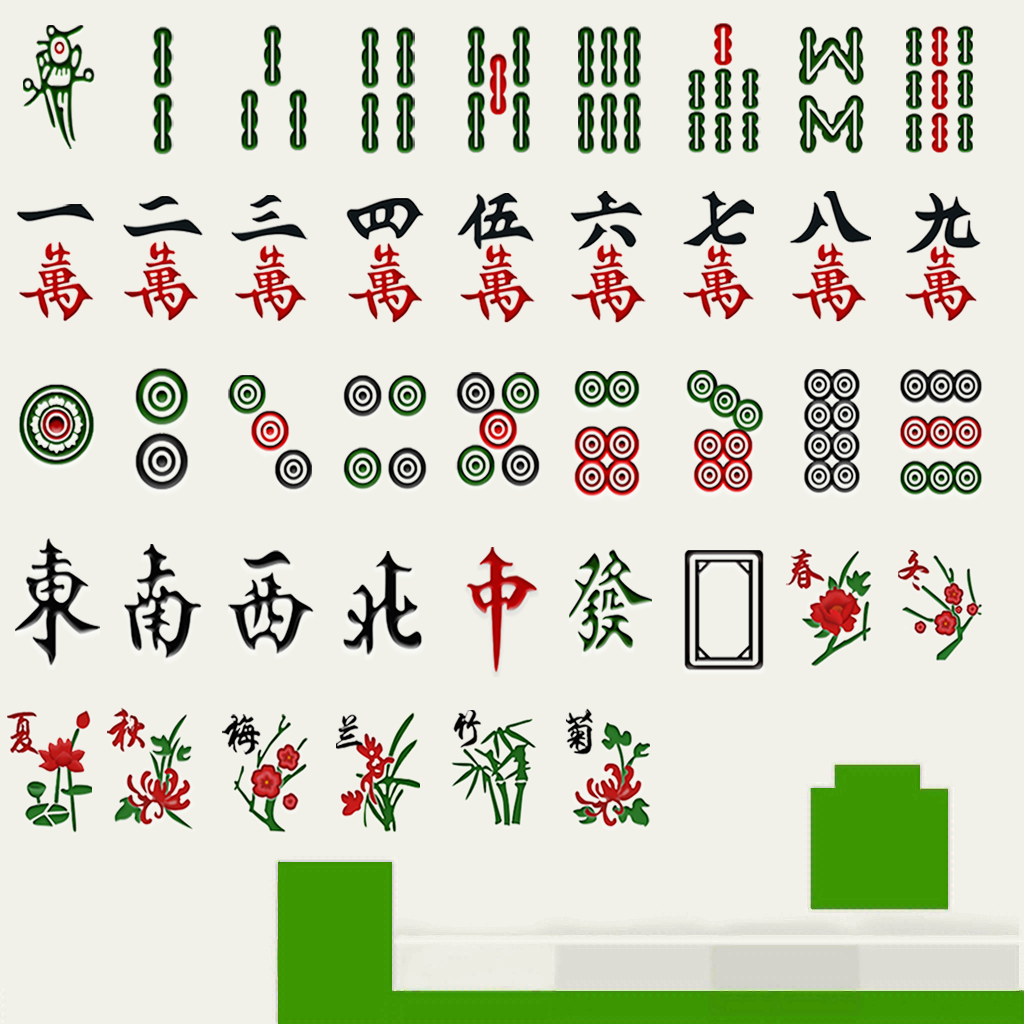 一 二 三 四 伍 六 七 八 九
萬 萬 萬 萬 萬 萬 萬 萬 萬
東 南 西 北 中 發 春 冬
夏 秋 梅 兰 竹 菊